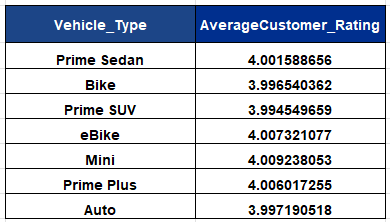 Vehicle_Type AverageCustomer_Rating
Prime Sedan 4.001588656
Bike 3.996540362
Prime SUV 3.994549659
eBike 4.007321077
Mini 4.009238053
Prime Plus 4.006017255
Auto 3.997190518